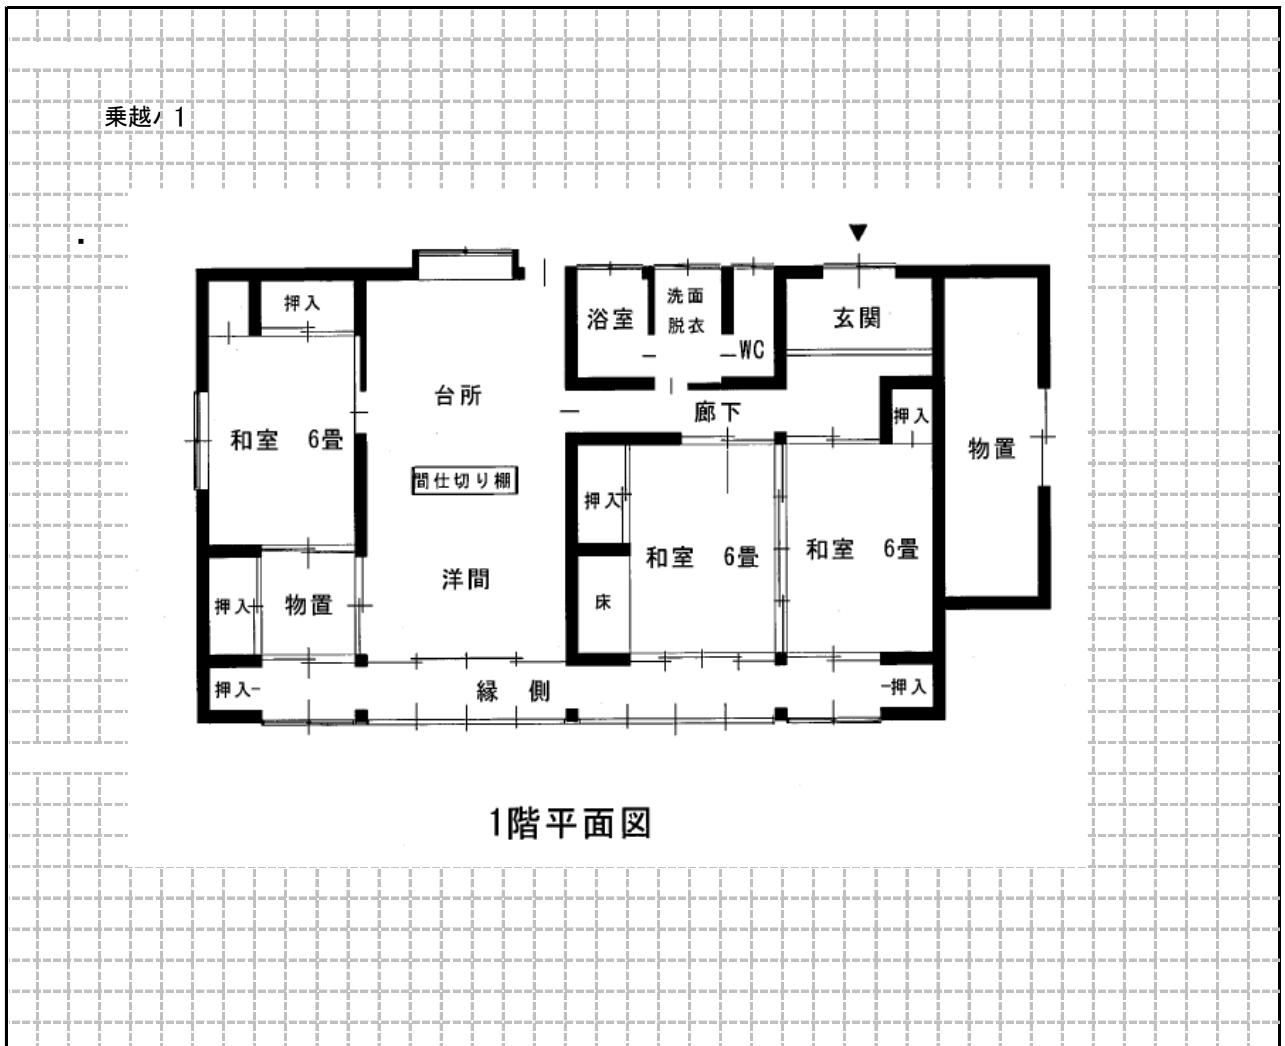 乗越ハ 1
押入
浴室
洗面
脱衣
WC
玄関
台所
廊下
押入
和室 6畳
物置
間仕切り棚
押入
和室 6畳
和室 6畳
洋間
押入
物置
床
押入
縁 側
押入
1階平面図